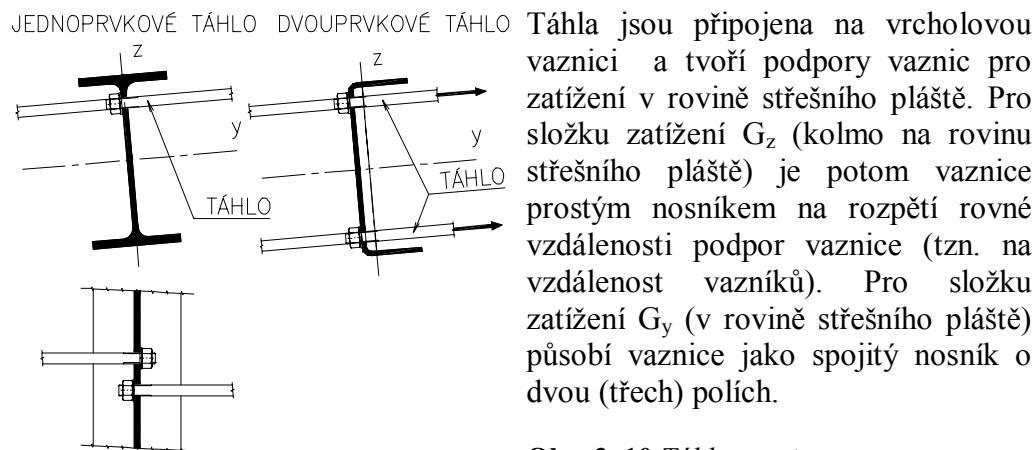 JEDNOPRVKOVÉ TÁHLO
DVOUPRVKOVÉ TÁHLO
z
y
TÁHLO
z
y
TÁHLO
Táhla jsou připojena na vrcholovou
vaznici a tvoří podpory vaznic pro
zatížení v rovině střešního pláště. Pro
složku zatížení Gz (kolmo na rovinu
střešního pláště) je potom vaznice
prostým nosníkem na rozpětí rovné
vzdálenosti podpor vaznice (tzn. na
vzdálenost vazníků). Pro složku
zatížení Gy (v rovině střešního pláště)
působí vaznice jako spojitý nosník o
dvou (třech) polích.